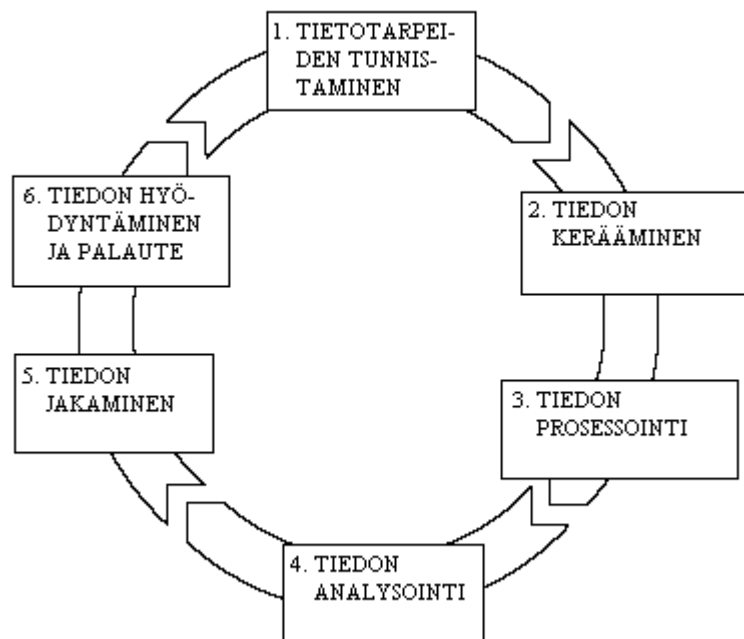 1. TIETOTARPEI-
DEN TUNNIS-
TAMINEN
2. TIEDON
KERÄÄMINEN
3. TIEDON
PROSESSOINTI
4. TIEDON
ANALYSOINTI
5. TIEDON
JAKAMINEN
6. TIEDON HYÖ-
DYNTÄMINEN
JA PALAUTE